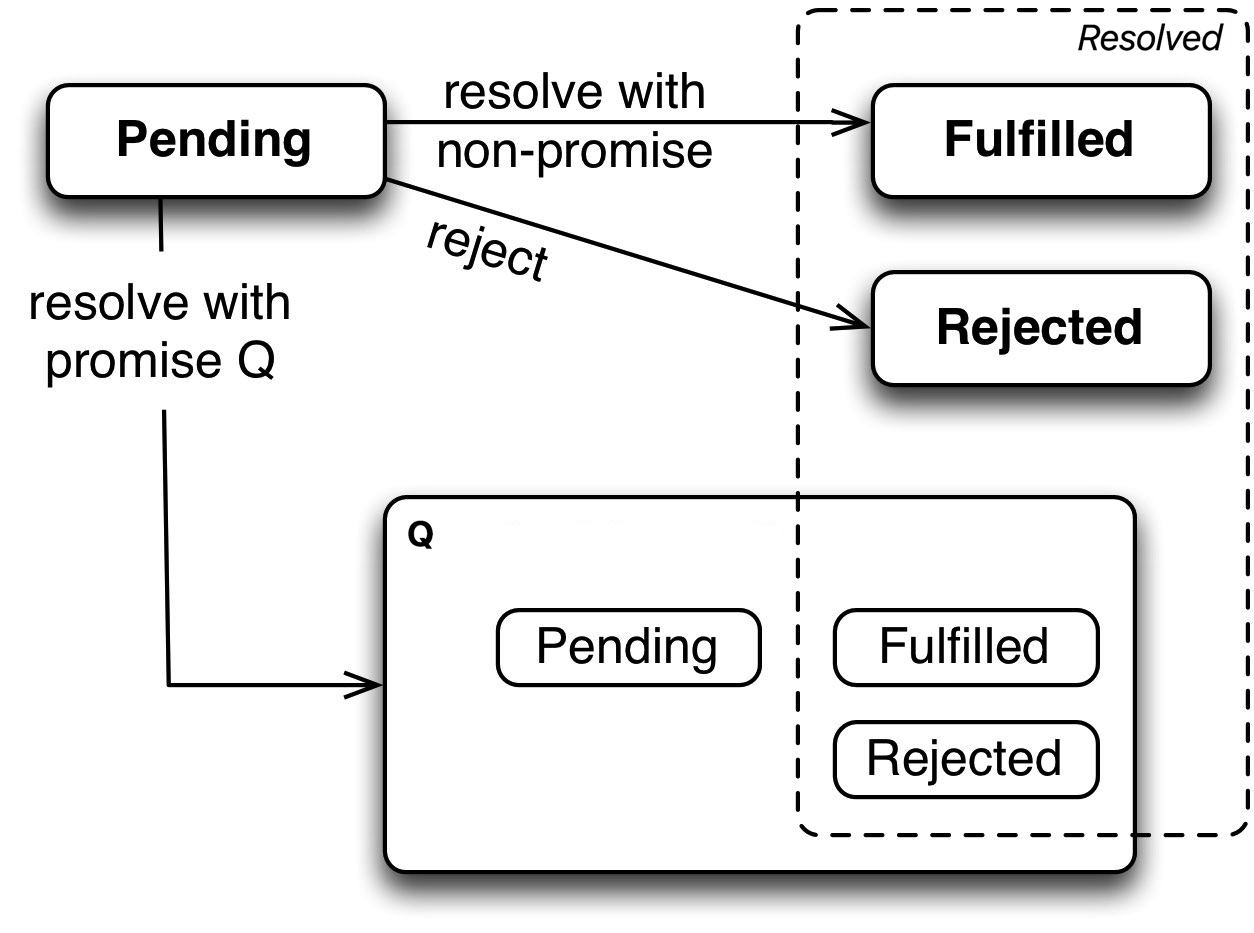 Resolved
Pending
resolve with
non-promise
Fulfilled
reject
Rejected
resolve with
promise Q
Q
Pending
Fulfilled
Rejected